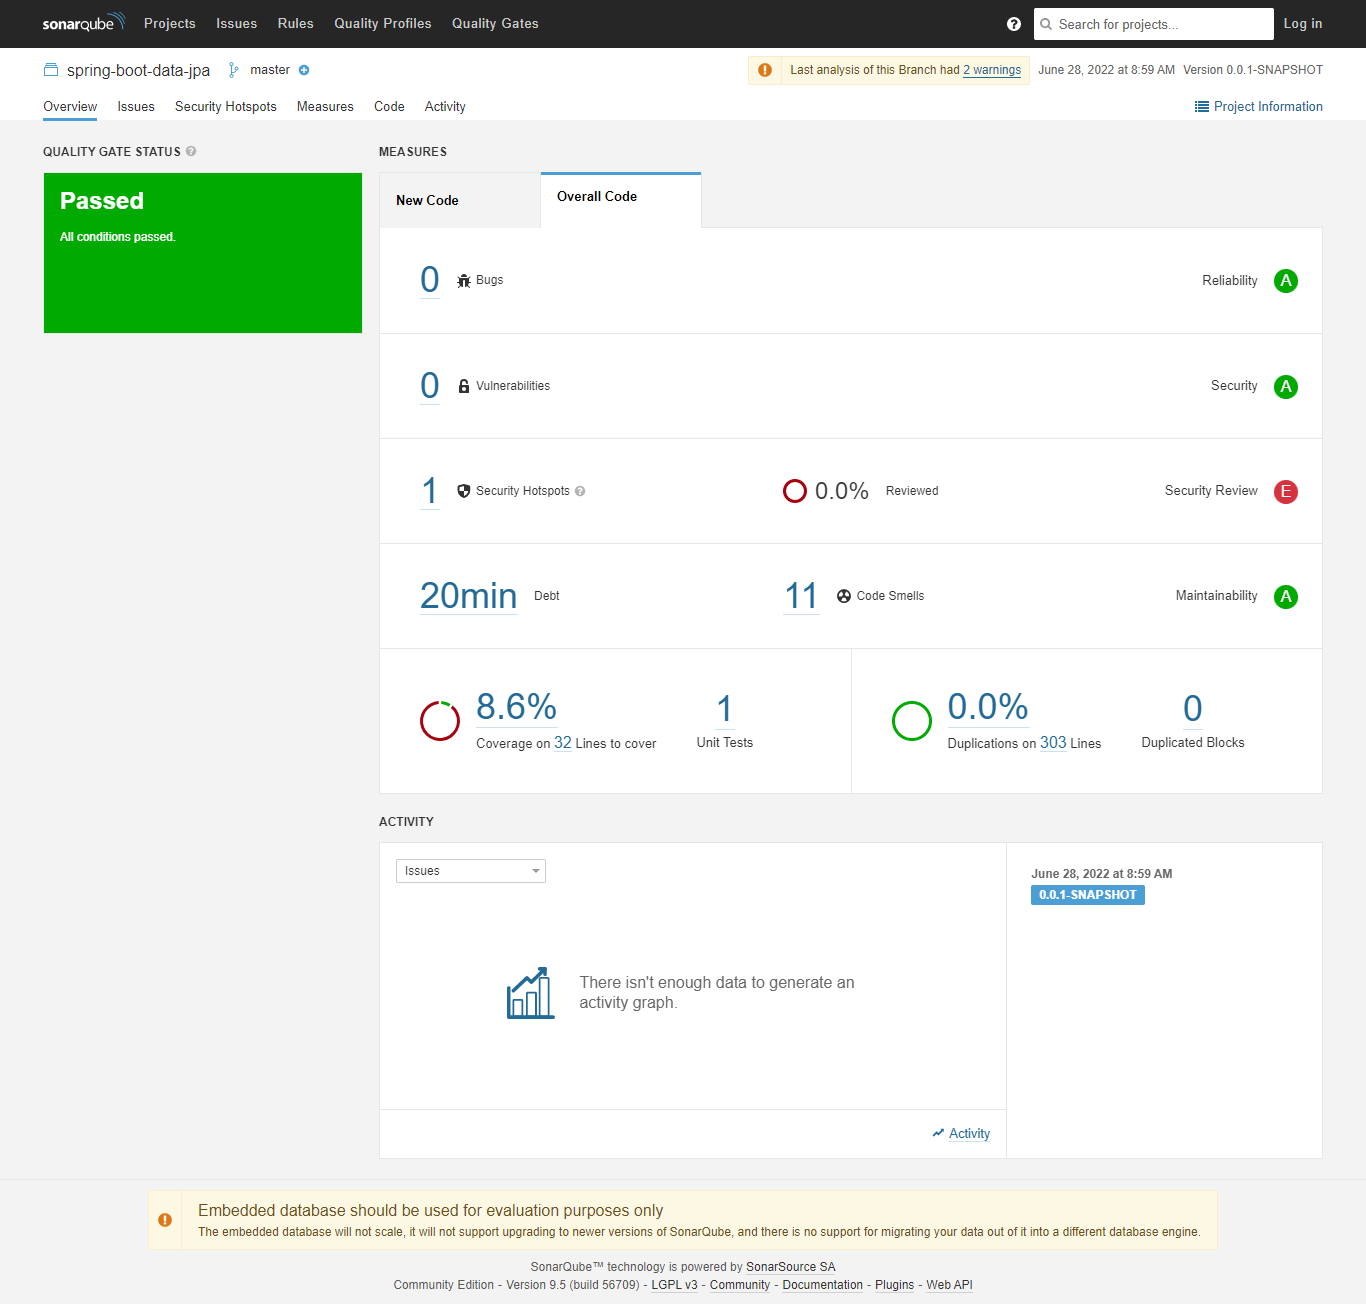 sonarqube Projects Issues Rules Quality Profiles Quality Gates ? Search for projects... Log in
spring-boot-data-jpa master Last analysis of this Branch had 2 warnings June 28, 2022 at 8:59 AM Version 0.0.1-SNAPSHOT
Overview Issues Security Hotspots Measures Code Activity Project Information
QUALITY GATE STATUS ?
MEASURES
Passed
All conditions passed.
New Code Overall Code
0 Bugs Reliability A
0 Vulnerabilities Security A
1 Security Hotspots ? 0.0% Reviewed Security Review E
20min Debt 11 Code Smells Maintainability A
8.6% 1 0.0% 0
Coverage on 32 Lines to cover Unit Tests Duplications on 303 Lines Duplicated Blocks
ACTIVITY
Issues
June 28, 2022 at 8:59 AM
0.0.1-SNAPSHOT
There isn't enough data to generate an
activity graph.
Activity
Embedded database should be used for evaluation purposes only
The embedded database will not scale, it will not support upgrading to newer versions of SonarQube, and there is no support for migrating your data out of it into a different database engine.
SonarQube™ technology is powered by SonarSource SA
Community Edition - Version 9.5 (build 56709) - LGPL v3 - Community - Documentation - Plugins - Web API